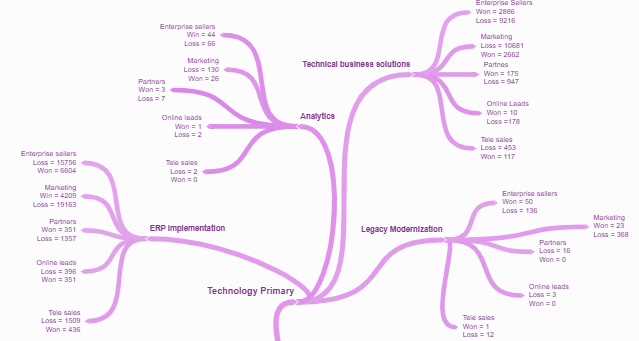 Enterprise Sellers
Won = 2886
Loss = 9216
Marketing
Loss = 10681
Won = 2662
Technical business solutions
Partnes
Won = 175
Loss = 947
Online Leads
Won = 10
Loss =178
Tele sales
Loss = 453
Won = 117
Enterprise sellers
Win = 44
Loss = 66
Marketing
Loss = 130
Won = 26
Partners
Won = 3
Loss = 7
Analytics
Online leads
Won = 1
Loss = 2
Tele sales
Loss = 2
Won = 0
Enterprise sellers
Loss = 15756
Won = 6604
Marketing
Win = 4209
Loss = 19163
Partners
Won = 351
Loss = 1357
ERP Implementation
Online leads
Loss = 396
Won = 351
Tele sales
Loss = 1509
Won = 436
Legacy Modernization
Enterprise sellers
Won = 50
Loss = 136
Marketing
Won = 23
Loss = 368
Partners
Loss = 16
Won = 0
Online leads
Loss = 3
Won = 0
Tele sales
Won = 1
Loss = 12
Technology Primary